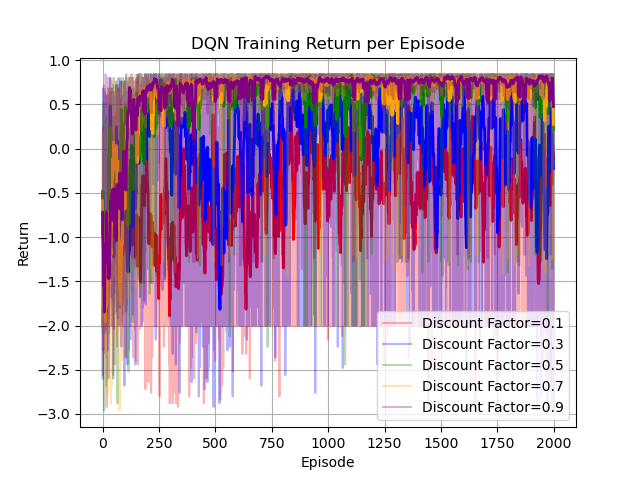 DQN Training Return per Episode
1.0
0.5
0.0
−0.5
−1.0
−1.5
−2.0
−2.5
−3.0
Return
Discount Factor=0.1
Discount Factor=0.3
Discount Factor=0.5
Discount Factor=0.7
Discount Factor=0.9
0 250 500 750 1000 1250 1500 1750 2000
Episode